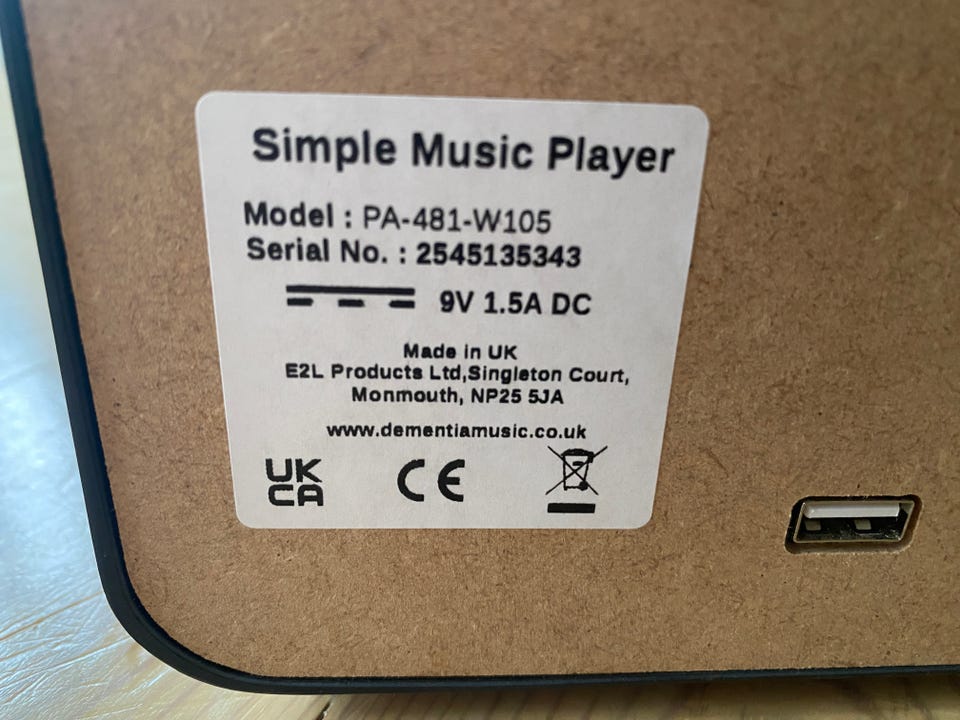 Simple Music Player
Model : PA-481-W105
Serial No. : 2545135343
9V 1.5A DC
Made in UK
E2L Products Ltd,Singleton Court,
Monmouth, NP25 5JA
www.dementiamusic.co.uk
UK
CA
CE